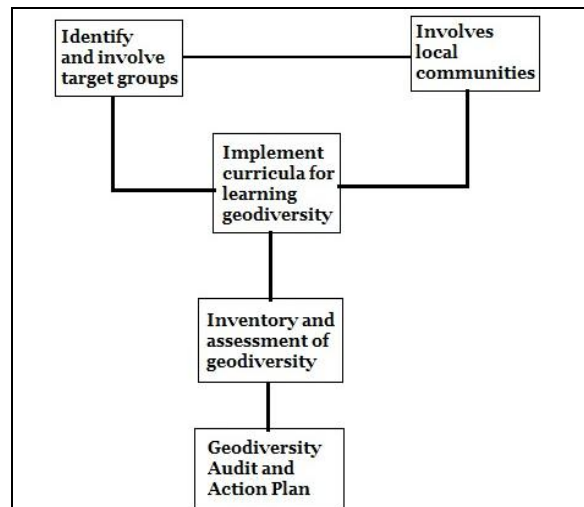 Identify
and involve
target groups
Involves
local
communities
Implement
curricula for
learning
geodiversity
Inventory and
assessment of
geodiversity
Geodiversity
Audit and
Action Plan